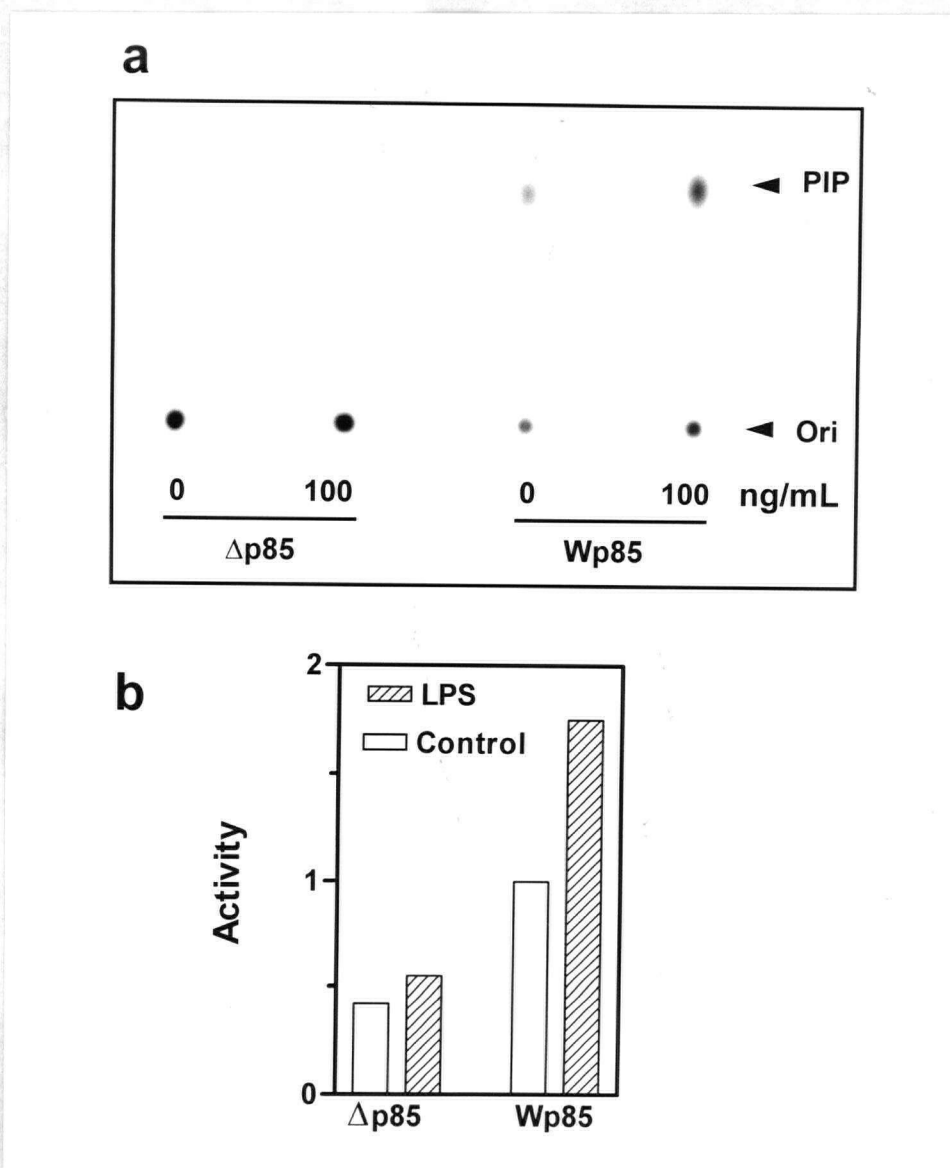 a
PIP
Ori
0 100 0 100 ng/mL
Δp85 Wp85
b
2
LPS
Control
1
Activity
0
Δp85 Wp85